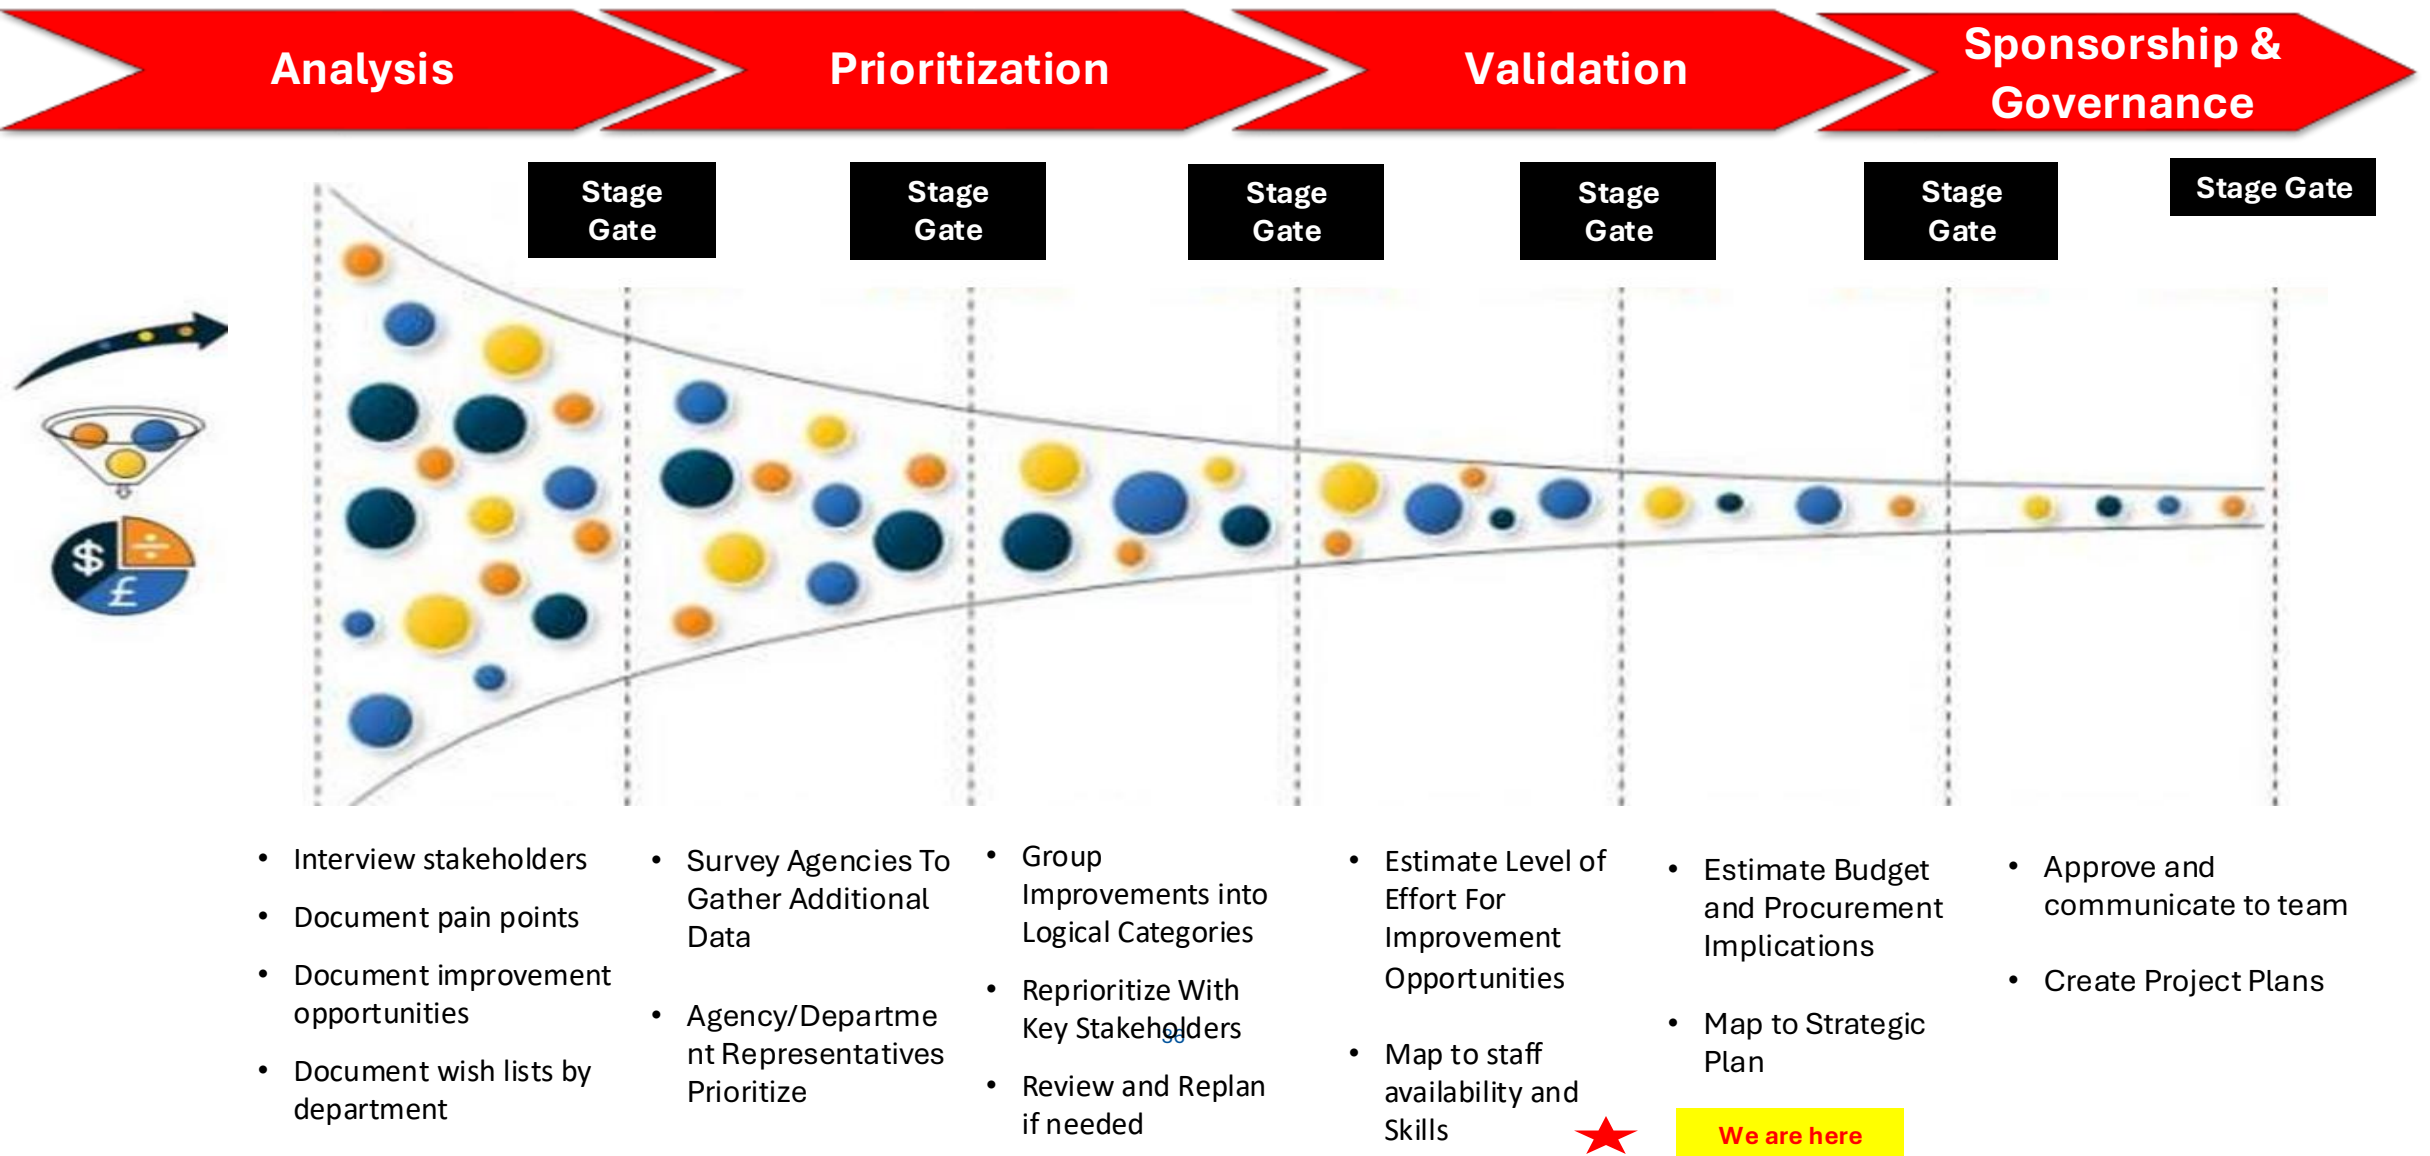 Analysis
Prioritization
Validation
Sponsorship &
Governance
Stage
Gate
Stage
Gate
Stage
Gate
Stage
Gate
Stage
Gate
Stage Gate
$
÷
£
• Interview stakeholders
• Document pain points
• Document improvement
opportunities
• Document wish lists by
department
• Survey Agencies To
Gather Additional
Data
• Agency/Departme
nt Representatives
Prioritize
• Group
Improvements into
Logical Categories
• Reprioritize With
Key Stakeholders
36
• Review and Replan
if needed
• Estimate Level of
Effort For
Improvement
Opportunities
• Map to staff
availability and
Skills
• Estimate Budget
and Procurement
Implications
• Map to Strategic
Plan
We are here
• Approve and
communicate to team
• Create Project Plans